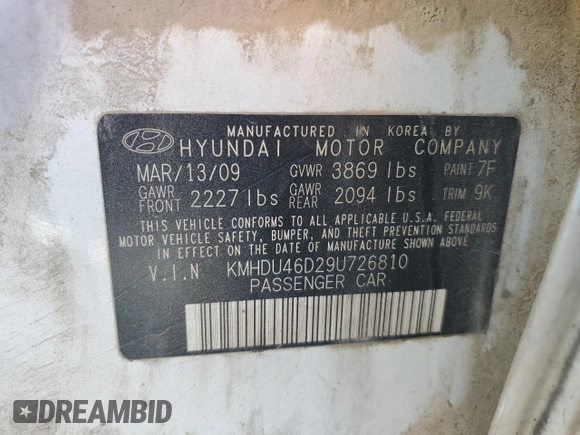 MANUFACTURED IN KOREA BY
HYUNDAI MOTOR COMPANY
MAR/13/09 GVWR 3869 lbs PAINT 7F
GAWR FRONT 2227 lbs GAWR REAR 2094 lbs TRIM 9K
THIS VEHICLE CONFORMS TO ALL APPLICABLE U.S.A. FEDERAL
MOTOR VEHICLE SAFETY, BUMPER, AND THEFT PREVENTION STANDARDS
IN EFFECT ON THE DATE OF MANUFACTURE SHOWN ABOVE.
V.I.N KMHDU46D29U726810
PASSENGER CAR
DREAMBID